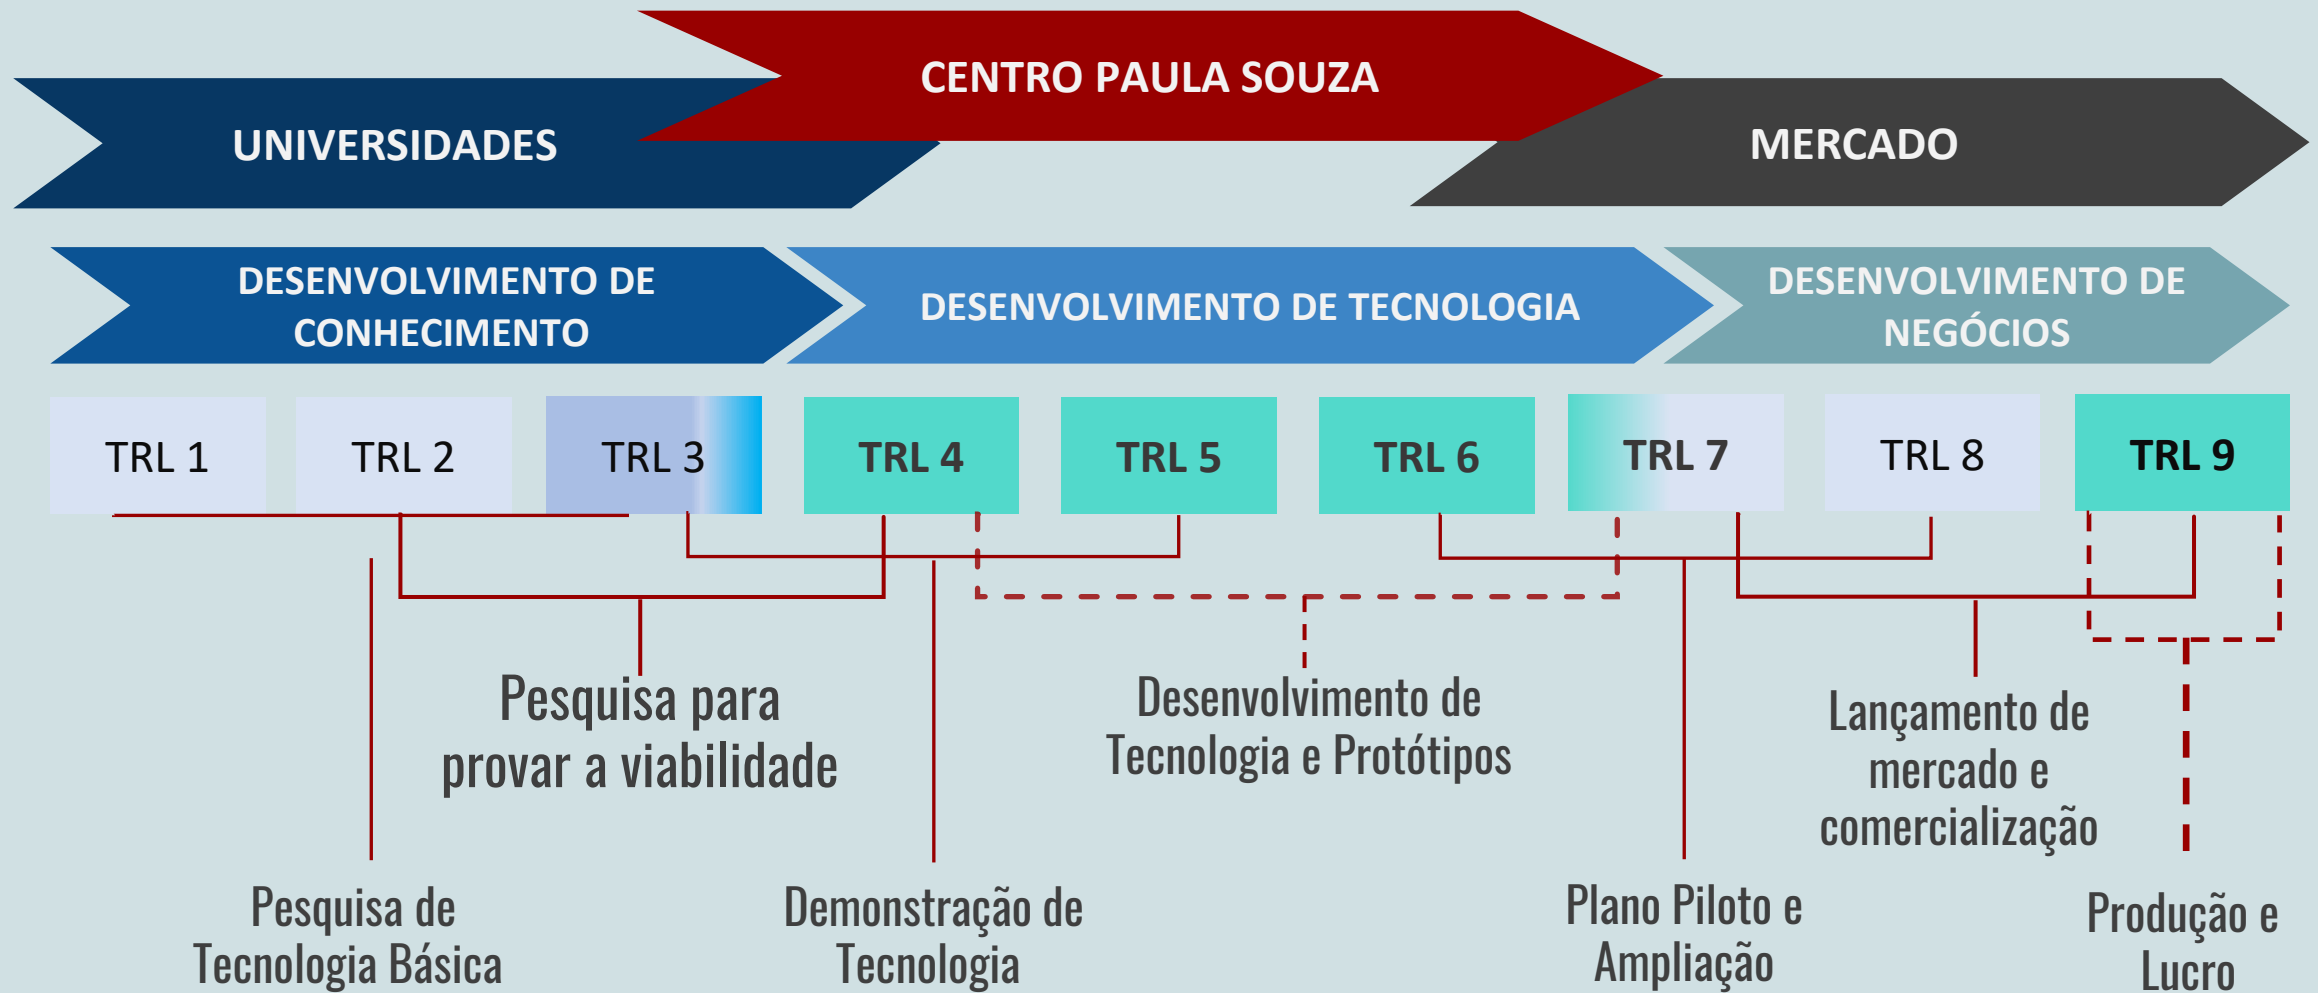 CENTRO PAULA SOUZA
UNIVERSIDADES
MERCADO
DESENVOLVIMENTO DE
CONHECIMENTO
DESENVOLVIMENTO DE TECNOLOGIA
DESENVOLVIMENTO DE
NEGÓCIOS
TRL 1
TRL 2
TRL 3
TRL 4
TRL 5
TRL 6
TRL 7
TRL 8
TRL 9
Pesquisa para
provar a viabilidade
Desenvolvimento de
Tecnologia e Protótipos
Lançamento de
mercado e
comercialização
Pesquisa de
Tecnologia Básica
Demonstração de
Tecnologia
Plano Piloto e
Ampliação
Produção e
Lucro